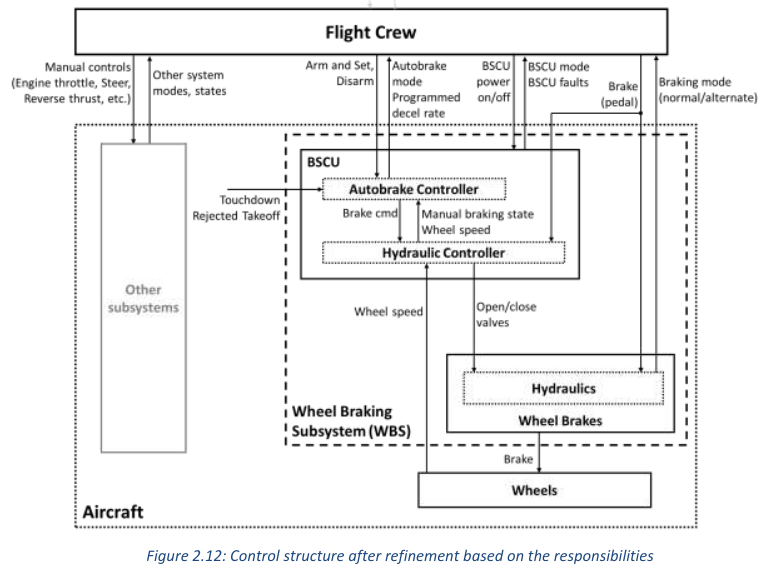 Flight Crew
Manual controls
(Engine throttle, Steer,
Reverse thrust, etc.)
Other system
modes, states
Arm and Set,
Disarm
Autobrake
mode
Programmed
decel rate
BSCU
power
on/off
BSCU mode
BSCU faults
Brake
(pedal)
Braking mode
(normal/alternate)
BSCU
Autobrake Controller
Touchdown
Rejected Takeoff
Brake cmd
Manual braking state
Wheel speed
Hydraulic Controller
Other
subsystems
Wheel speed
Open/close
valves
Hydraulics
Wheel Brakes
Wheel Braking
Subsystem (WBS)
Brake
Wheels
Aircraft
Figure 2.12: Control structure after refinement based on the responsibilities